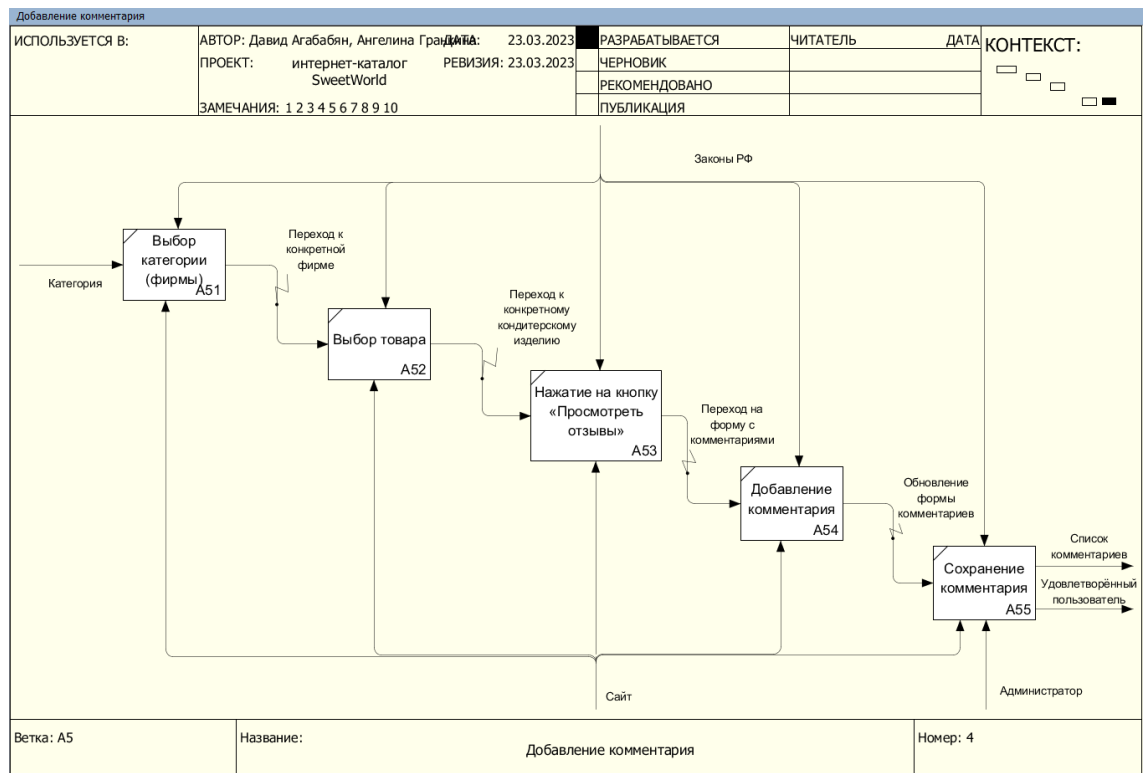 Добавление комментария
ИСПОЛЬЗУЕТСЯ В:
АВТОР: Давид Агабабян, Ангелина
ДАТА: 23.03.2023
ПРОЕКТ: интернет-каталог
SweetWorld
РЕВИЗИЯ: 23.03.2023
ЗАМЕЧАНИЯ: 1 2 3 4 5 6 7 8 9 10
РАЗРАБАТЫВАЕТСЯ
ЧЕРНОВИК
РЕКОМЕНДОВАНО
ПУБЛИКАЦИЯ
ЧИТАТЕЛЬ ДАТА
КОНТЕКСТ:
Законы РФ
Категория
Выбор
категории
(фирмы)
A51
Переход к
конкретной
фирме
Выбор товара
A52
Переход к
конкретному
кондитерскому
изделию
Нажатие на кнопку
«Просмотреть
отзывы»
A53
Переход на
форму с
комментариями
Добавление
комментария
A54
Обновление
формы
комментариев
Сохранение
комментария
A55
Список
комментариев
Удовлетворённый
пользователь
Сайт
Администратор
Ветка: A5
Название:
Добавление комментария
Номер: 4